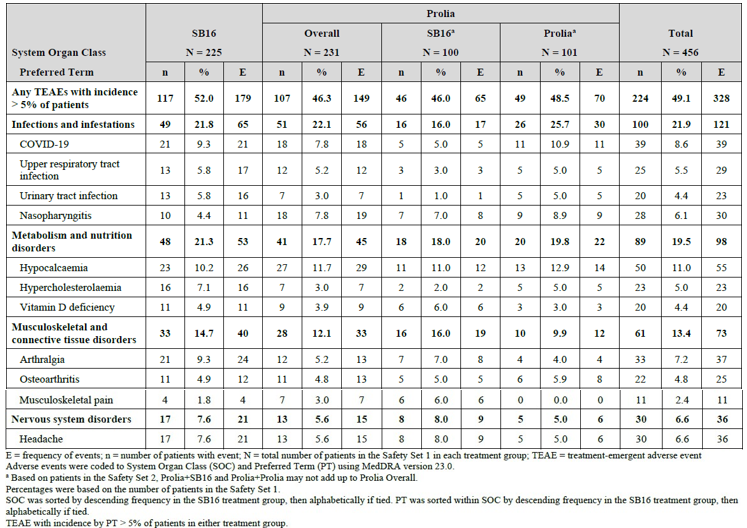 Prolia
SB16 Overall SB16a Proliaa Total
System Organ Class N = 225 N = 231 N = 100 N = 101 N = 456
Preferred Term n % E n % E n % E n % E n % E
Any TEAEs with incidence 117 52.0 179 107 46.3 149 46 46.0 65 49 48.5 70 224 49.1 328
> 5% of patients
Infections and infestations 49 21.8 65 51 22.1 56 16 16.0 17 26 25.7 30 100 21.9 121
COVID-19 21 9.3 21 18 7.8 18 5 5.0 5 11 10.9 11 39 8.6 39
Upper respiratory tract 13 5.8 17 12 5.2 12 3 3.0 3 5 5.0 5 25 5.5 29
infection
Urinary tract infection 13 5.8 16 7 3.0 7 1 1.0 1 5 5.0 5 20 4.4 23
Nasopharyngitis 10 4.4 11 18 7.8 19 7 7.0 8 9 8.9 9 28 6.1 30
Metabolism and nutrition 48 21.3 53 41 17.7 45 18 18.0 20 20 19.8 22 89 19.5 98
disorders
Hypocalcaemia 23 10.2 26 27 11.7 29 11 11.0 12 13 12.9 14 50 11.0 55
Hypercholesterolaemia 16 7.1 16 7 3.0 7 2 2.0 2 5 5.0 5 23 5.0 23
Vitamin D deficiency 11 4.9 11 9 3.9 9 6 6.0 6 3 3.0 3 20 4.4 20
Musculoskeletal and 33 14.7 40 28 12.1 33 16 16.0 19 10 9.9 12 61 13.4 73
connective tissue disorders
Arthralgia 21 9.3 24 12 5.2 13 7 7.0 8 4 4.0 4 33 7.2 37
Osteoarthritis 11 4.9 12 11 4.8 13 5 5.0 5 6 5.9 8 22 4.8 25
Musculoskeletal pain 4 1.8 4 7 3.0 7 6 6.0 6 0 0.0 0 11 2.4 11
Nervous system disorders 17 7.6 21 13 5.6 15 8 8.0 9 5 5.0 6 30 6.6 36
Headache 17 7.6 21 13 5.6 15 8 8.0 9 5 5.0 6 30 6.6 36
E = frequency of events; n = number of patients with event; N = total number of patients in the Safety Set 1 in each treatment group; TEAE = treatment-emergent adverse event
Adverse events were coded to System Organ Class (SOC) and Preferred Term (PT) using MedDRA version 23.0.
a Based on patients in the Safety Set 2, Prolia+SB16 and Prolia+Prolia may not add up to Prolia Overall.
Percentages were based on the number of patients in the Safety Set 1.
SOC was sorted by descending frequency in the SB16 treatment group, then alphabetically if tied. PT was sorted within SOC by descending frequency in the SB16 treatment group, then
alphabetically if tied.
TEAE with incidence by PT > 5% of patients in either treatment group.